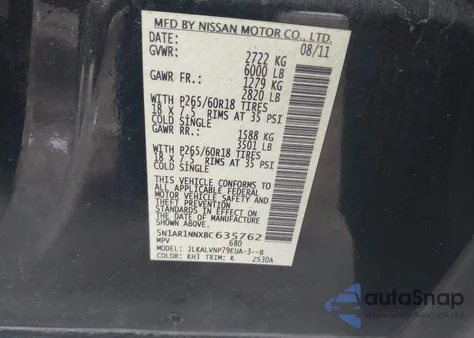 MFD BY NISSAN MOTOR CO., LTD.
DATE: 08/11
GVWR: 2722 KG
6000 LB
GAWR FR.: 1279 KG
2820 LB
WITH P265/60R18 TIRES
18 X 7.5 RIMS AT 35 PSI
COLD SINGLE
GAWR RR.: 1588 KG
3501 LB
WITH P265/60R18 TIRES
18 X 7.5 RIMS AT 35 PSI
COLD SINGLE
THIS VEHICLE CONFORMS TO
ALL APPLICABLE FEDERAL
MOTOR VEHICLE SAFETY
STANDARDS IN EFFECT ON
THE DATE OF MANUFACTURE
SHOWN ABOVE.
5N1AR1NNXBC635762
MPV 680
MODEL: JLKALVNP79EUA-3--B
COLOR: KH3 TRIM: K 2530A
autoSnap